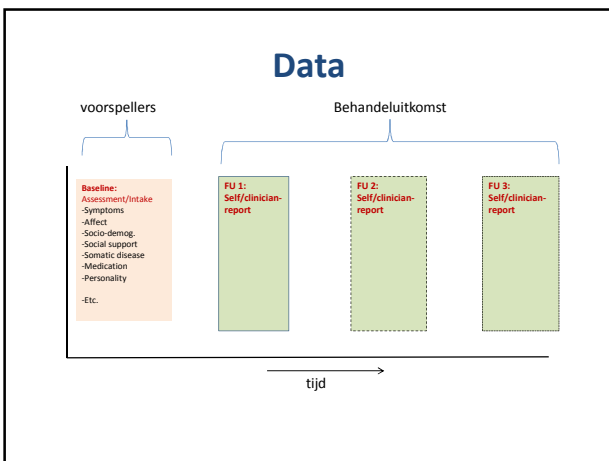 Data
voorspellers
Behandeluitkomst
Baseline:
Assessment/Intake
-Symptoms
-Affect
-Socio-demog.
-Social support
-Somatic disease
-Medication
-Personality
-Etc.
FU 1:
Self/clinician-
report
FU 2:
Self/clinician-
report
FU 3:
Self/clinician-
report
tijd